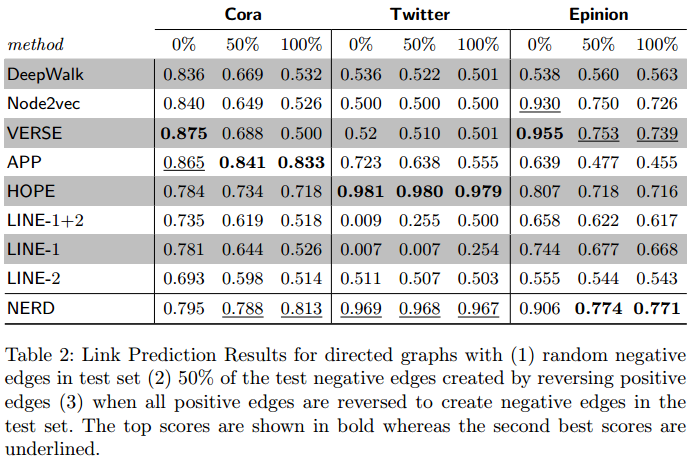 Cora Twitter Epinion
method 0% 50% 100% 0% 50% 100% 0% 50% 100%
DeepWalk 0.836 0.669 0.532 0.536 0.522 0.501 0.538 0.560 0.563
Node2vec 0.840 0.649 0.526 0.500 0.500 0.500 0.930 0.750 0.726
VERSE 0.875 0.688 0.500 0.52 0.510 0.501 0.955 0.753 0.739
APP 0.865 0.841 0.833 0.723 0.638 0.555 0.639 0.477 0.455
HOPE 0.784 0.734 0.718 0.981 0.980 0.979 0.807 0.718 0.716
LINE-1+2 0.735 0.619 0.518 0.009 0.255 0.500 0.658 0.622 0.617
LINE-1 0.781 0.644 0.526 0.007 0.007 0.254 0.744 0.677 0.668
LINE-2 0.693 0.598 0.514 0.511 0.507 0.503 0.555 0.544 0.543
NERD 0.795 0.788 0.813 0.969 0.968 0.967 0.906 0.774 0.771
Table 2: Link Prediction Results for directed graphs with (1) random negative
edges in test set (2) 50% of the test negative edges created by reversing positive
edges (3) when all positive edges are reversed to create negative edges in the
test set. The top scores are shown in bold whereas the second best scores are
underlined.